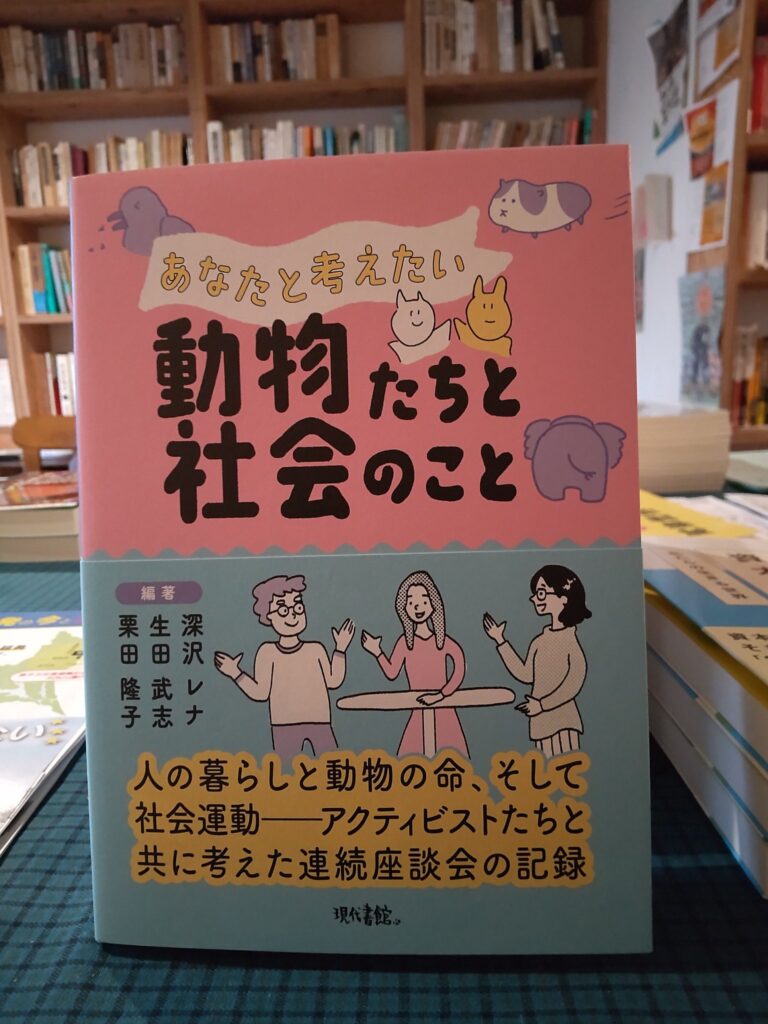 あなたと考えたい
動物たちと
社会のこと
編著
深沢 レナ
生田 武志
栗田 隆子
人の暮らしと動物の命、そして
社会運動――アクティビストたちと
共に考えた連続座談会の記録
現代書館